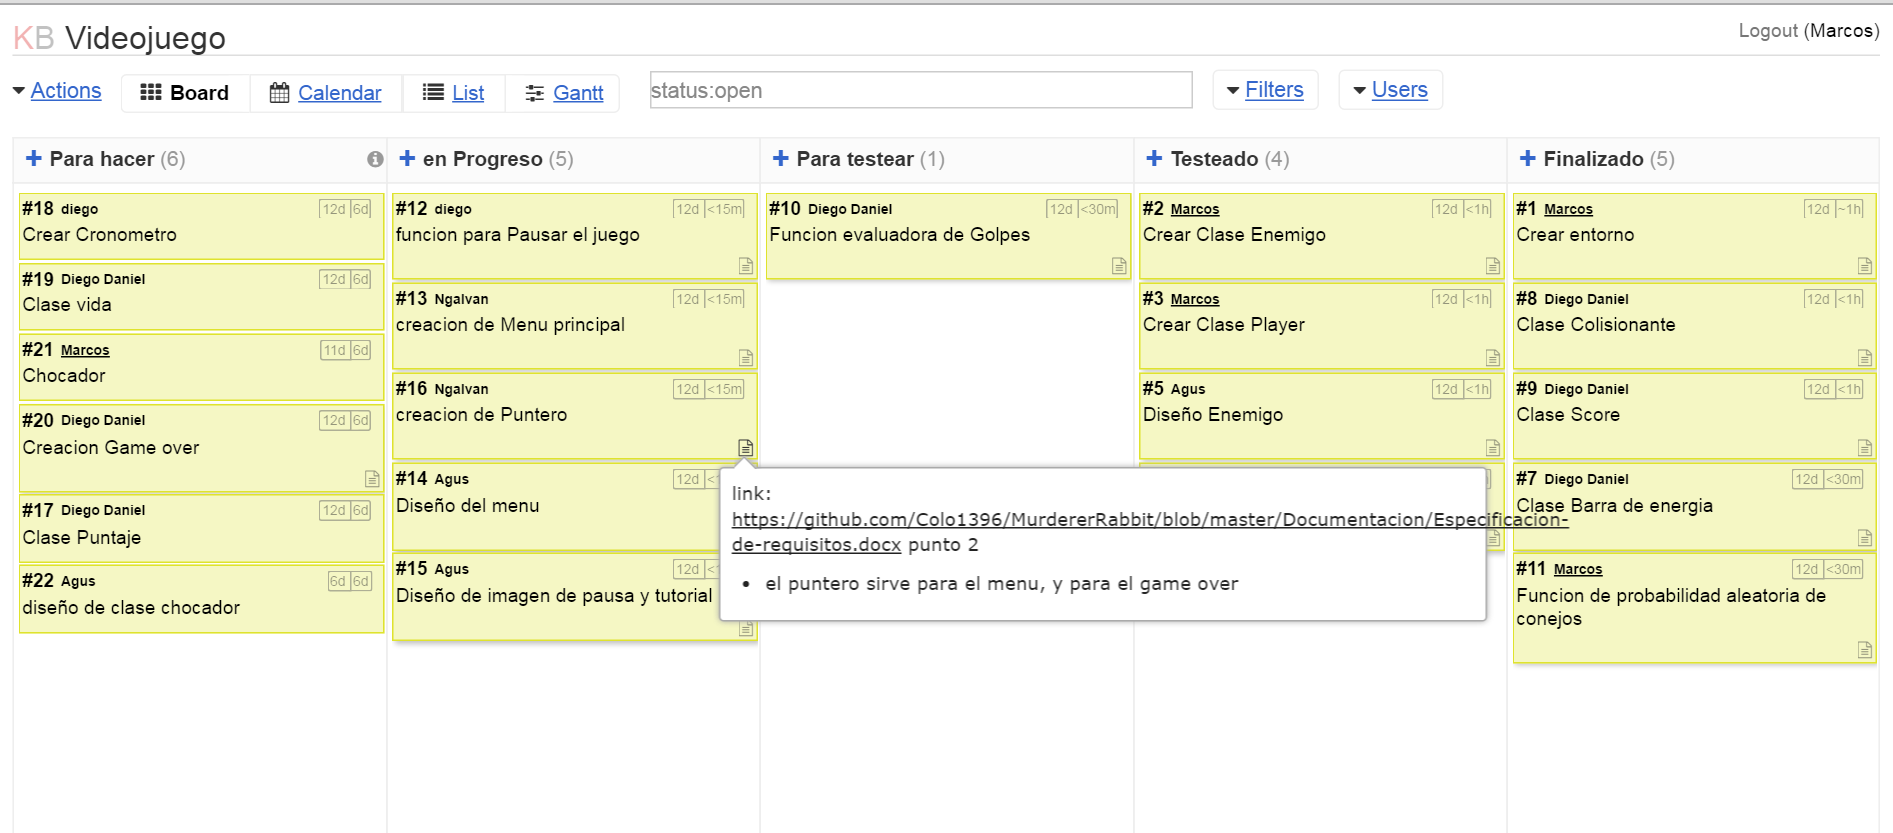 KB Videojuego
Logout (Marcos)
Actions
Board
Calendar
List
Gantt
status:open
Filters
Users
+ Para hacer (6)
#18 diego 12d 6d
Crear Cronometro
#19 Diego Daniel 12d 6d
Clase vida
#21 Marcos 11d 6d
Chocador
#20 Diego Daniel 12d 6d
Creacion Game over
#17 Diego Daniel 12d 6d
Clase Puntaje
#22 Agus 6d 6d
diseño de clase chocador
+ en Progreso (5)
#12 diego 12d <15m
funcion para Pausar el juego
#13 Ngalvan 12d <15m
creacion de Menu principal
#16 Ngalvan 12d <15m
creacion de Puntero
#14 Agus 12d
Diseño del menu
#15 Agus 12d
Diseño de imagen de pausa y tutorial
link:
https://github.com/Colo1396/MurdererRabbit/blob/master/Documentacion/Especificacion-
de-requisitos.docx punto 2
• el puntero sirve para el menu, y para el game over
+ Para testear (1)
#10 Diego Daniel 12d <30m
Funcion evaluadora de Golpes
+ Testeado (4)
#2 Marcos 12d <1h
Crear Clase Enemigo
#3 Marcos 12d <1h
Crear Clase Player
#5 Agus 12d <1h
Diseño Enemigo
+ Finalizado (5)
#1 Marcos 12d ~1h
Crear entorno
#8 Diego Daniel 12d <1h
Clase Colisionante
#9 Diego Daniel 12d <1h
Clase Score
#7 Diego Daniel 12d <30m
Clase Barra de energia
#11 Marcos 12d <30m
Funcion de probabilidad aleatoria de
conejos